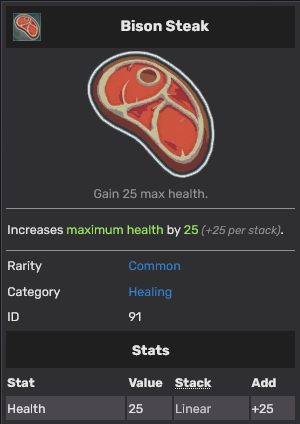 Bison Steak
Gain 25 max health.
Increases maximum health by 25 (+25 per stack).
Rarity Common
Category Healing
ID 91
Stats
Stat Value Stack Add
Health 25 Linear +25